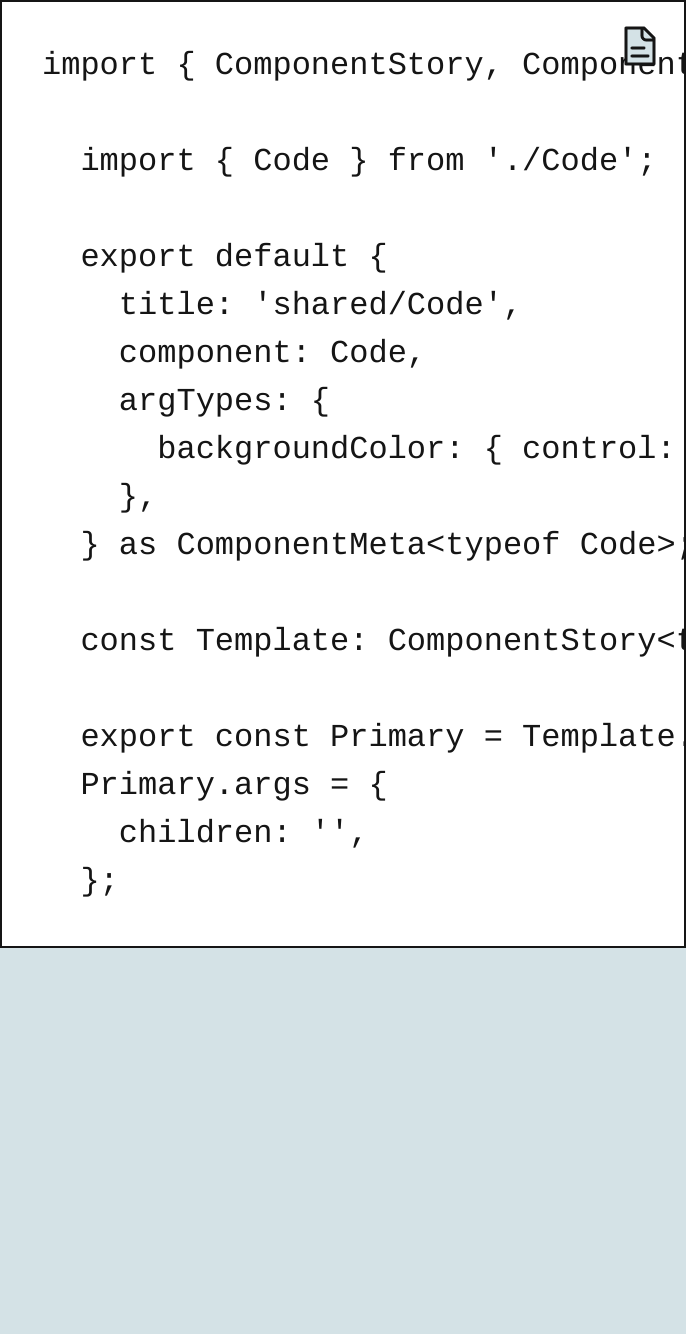 import { ComponentStory, Component
import { Code } from './Code';
export default {
title: 'shared/Code',
component: Code,
argTypes: {
backgroundColor: { control:
},
} as ComponentMeta<typeof Code>;
const Template: ComponentStory<t
export const Primary = Template.
Primary.args = {
children: '',
};